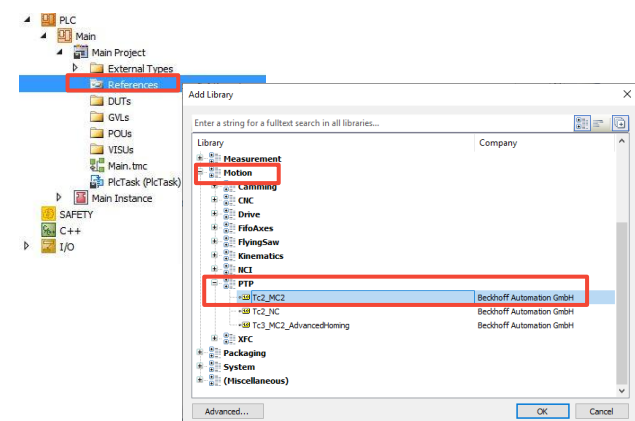 PLC
Main
Main Project
External Types
References
DUTs
GVLs
POUs
VISUs
Main.tmc
PlcTask (PlcTask)
Main Instance
SAFETY
C++
I/O
Add Library
Enter a string for a fulltext search in all libraries...
Library Company
Measurement
Motion
Camming
CNC
Drive
FifoAxes
FlyingSaw
Kinematics
NCI
PTP
Tc2_MC2 Beckhoff Automation GmbH
Tc2_NC Beckhoff Automation GmbH
Tc3_MC2_AdvancedHoming Beckhoff Automation GmbH
XFC
Packaging
System
(Miscellaneous)
Advanced... OK Cancel